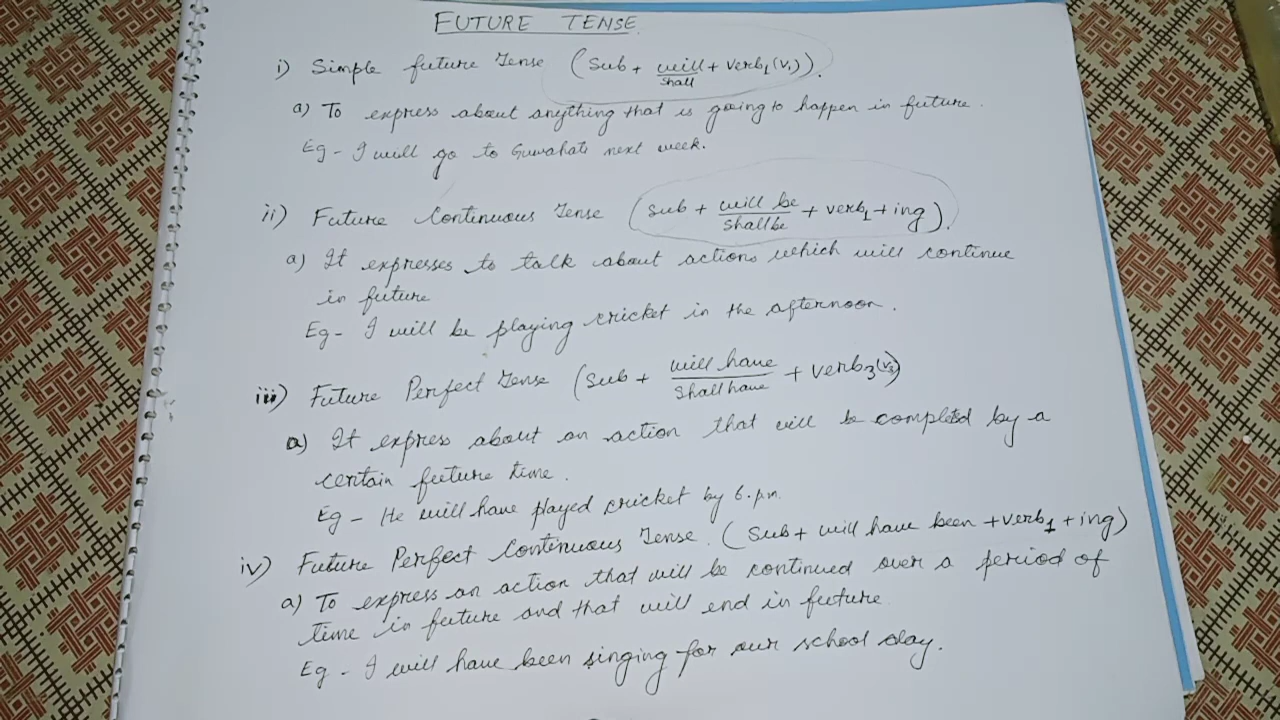 FUTURE TENSE.
i) Simple future Tense (Sub + will/shall + verb₁(V₁)).
a) To express about anything that is going to happen in future.
Eg - I will go to Guwahati next week.
ii) Future Continuous Tense (Sub + will be/shall be + verb₁ + ing).
a) It expresses to talk about actions which will continue
in future
Eg - I will be playing cricket in the afternoon.
iii) Future Perfect Tense (Sub + will have/shall have + verb₃(V₃)
a) It express about an action that will be completed by a
certain future time.
Eg - He will have played cricket by 6.pm.
iv) Future Perfect Continuous Tense. (Sub + will have been + verb₁ + ing)
a) To express an action that will be continued over a period of
time in future and that will end in future.
Eg - I will have been singing for our school day.